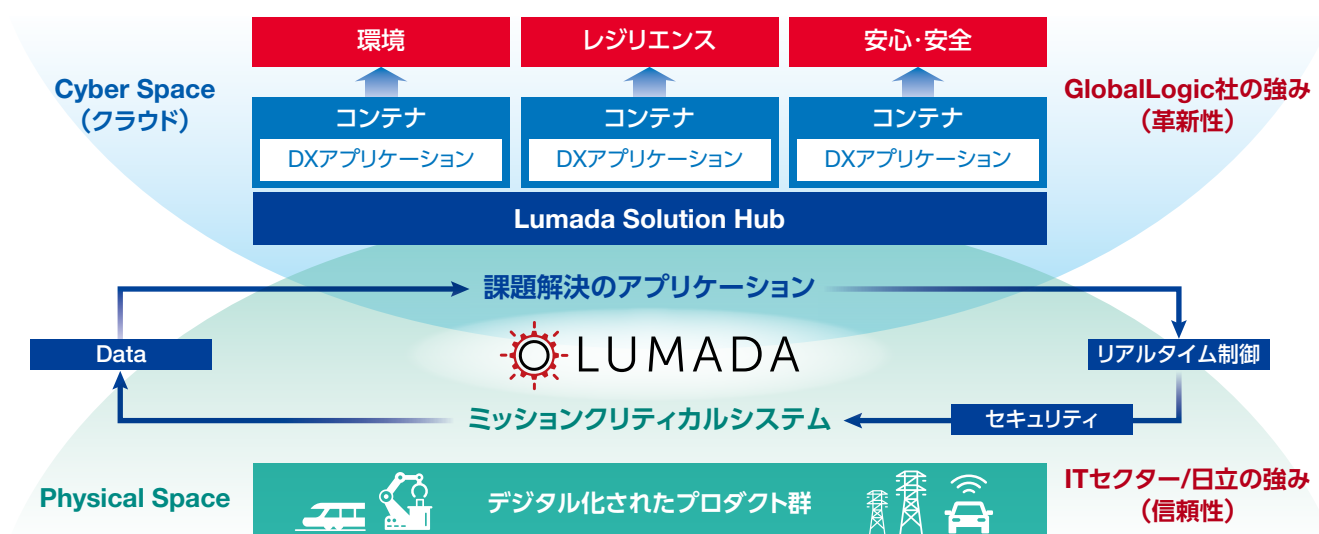 環境
レジリエンス
安心・安全
Cyber Space
（クラウド）
コンテナ
DXアプリケーション
コンテナ
DXアプリケーション
コンテナ
DXアプリケーション
GlobalLogic社の強み
（革新性）
Lumada Solution Hub
課題解決のアプリケーション
Data
LUMADA
リアルタイム制御
ミッションクリティカルシステム
セキュリティ
Physical Space
デジタル化されたプロダクト群
ITセクター/日立の強み
（信頼性）